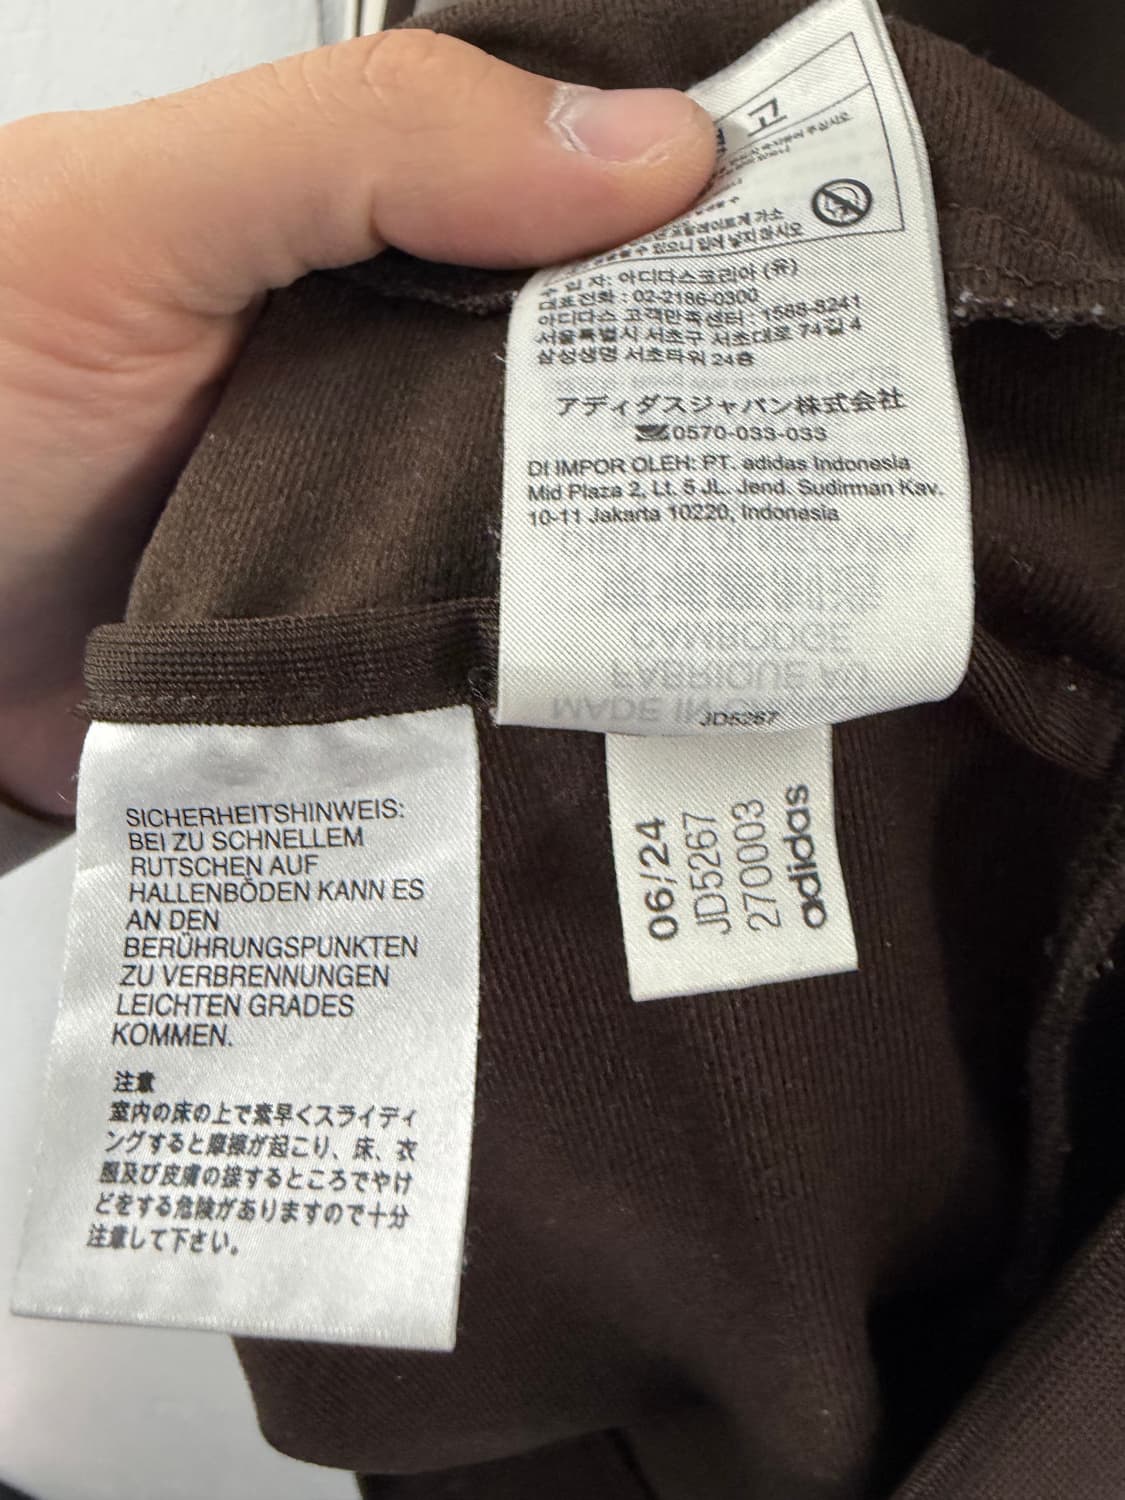 고
수 입 자: 아디다스코리아 (유)
대표전화 : 02-2186-0300
아디다스 고객만족센터 : 1588-8241
서울특별시 서초구 서초대로 74길 4
삼성생명 서초타워 24층
アディダスジャパン株式会社
0570-033-033
DI IMPOR OLEH: PT. adidas Indonesia
Mid Plaza 2, Lt. 5 JL. Jend. Sudirman Kav.
10-11 Jakarta 10220, Indonesia
CAMBODGE
FABRIQUE AU
MADE IN
JD5267
06/24
JD5267
270003
adidas
SICHERHEITSHINWEIS:
BEI ZU SCHNELLEM
RUTSCHEN AUF
HALLENBÖDEN KANN ES
AN DEN
BERÜHRUNGSPUNKTEN
ZU VERBRENNUNGEN
LEICHTEN GRADES
KOMMEN.
注意
室内の床の上で素早くスライディ
ングすると摩擦が起こり、床、衣
服及び皮膚の接するところでやけ
どをする危険がありますので十分
注意して下さい。